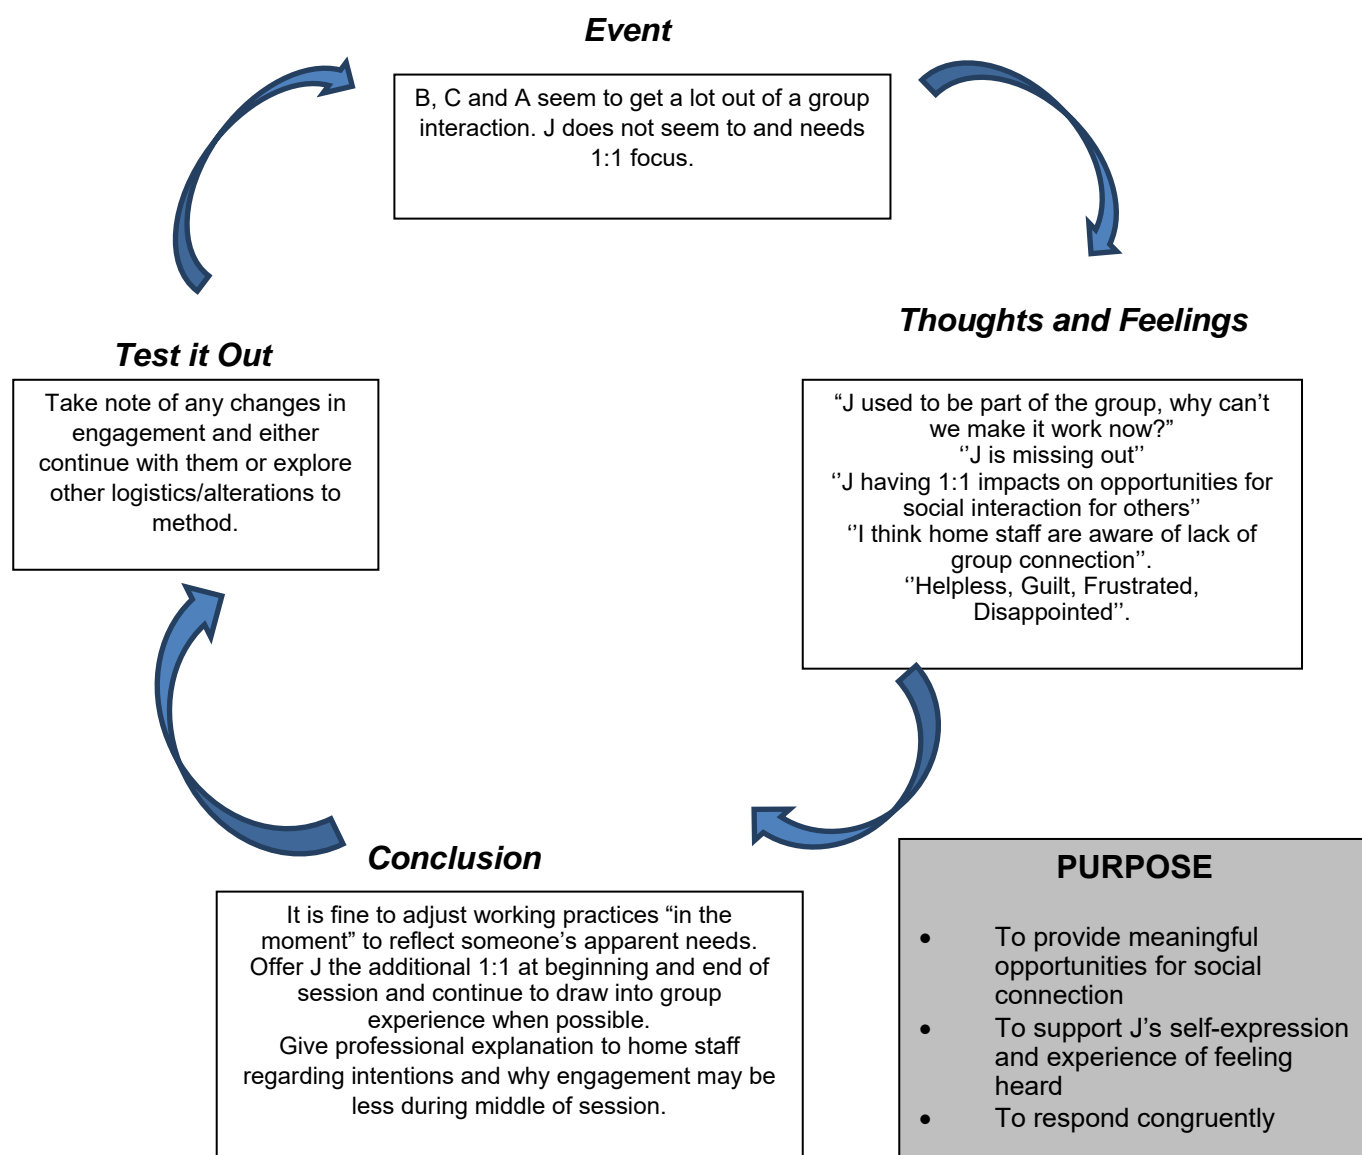 Event
B, C and A seem to get a lot out of a group
interaction. J does not seem to and needs
1:1 focus.
Thoughts and Feelings
“J used to be part of the group, why can’t
we make it work now?”
‘’J is missing out’’
‘’J having 1:1 impacts on opportunities for
social interaction for others’’
‘’I think home staff are aware of lack of
group connection’’.
‘’Helpless, Guilt, Frustrated,
Disappointed’’.
Conclusion
It is fine to adjust working practices “in the
moment” to reflect someone’s apparent needs.
Offer J the additional 1:1 at beginning and end of
session and continue to draw into group
experience when possible.
Give professional explanation to home staff
regarding intentions and why engagement may be
less during middle of session.
Test it Out
Take note of any changes in
engagement and either
continue with them or explore
other logistics/alterations to
method.
PURPOSE
• To provide meaningful
opportunities for social
connection
• To support J’s self-expression
and experience of feeling
heard
• To respond congruently